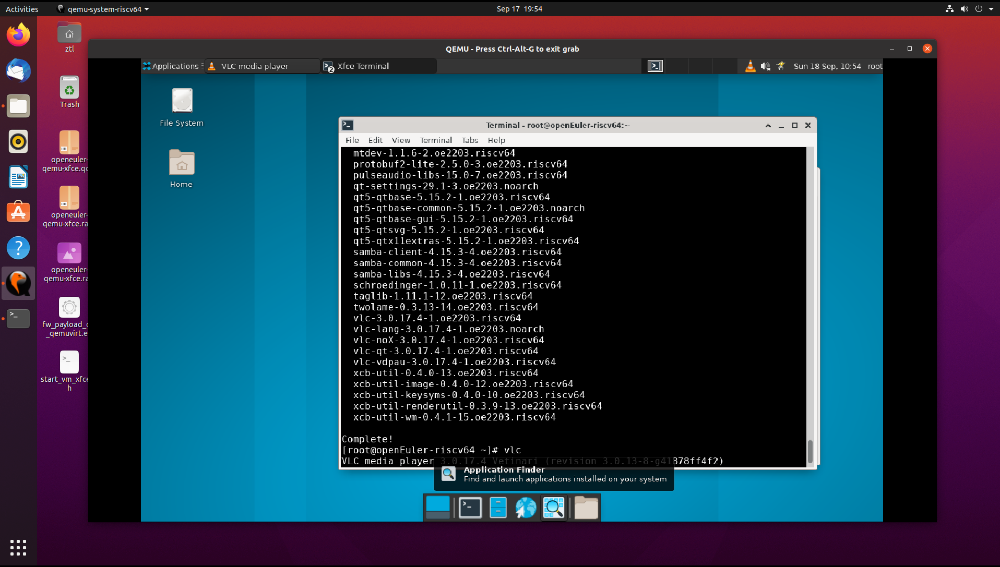 Activities
qemu-system-riscv64
Sep 17 19:54
ztl
Trash
openeuler-
qemu-xfce.qc
openeuler-
qemu-xfce.ra
openeuler-
qemu-xfce.ra
fw_payload_
_qemuvirt.e
start_vm_xfce
h
QEMU - Press Ctrl-Alt-G to exit grab
Applications
VLC media player
2
Xfce Terminal
Sun 18 Sep, 10:54
root
File System
Home
Terminal - root@openEuler-riscv64:~
File Edit View Terminal Tabs Help
mtdev-1.1.6-2.oe2203.riscv64
protobuf2-lite-2.5.0-3.oe2203.riscv64
pulseaudio-libs-15.0-7.oe2203.riscv64
qt-settings-29.1-3.oe2203.noarch
qt5-qtbase-5.15.2-1.oe2203.riscv64
qt5-qtbase-common-5.15.2-1.oe2203.noarch
qt5-qtbase-gui-5.15.2-1.oe2203.riscv64
qt5-qtsvg-5.15.2-1.oe2203.riscv64
qt5-qtx11extras-5.15.2-1.oe2203.riscv64
samba-client-4.15.3-4.oe2203.riscv64
samba-common-4.15.3-4.oe2203.riscv64
samba-libs-4.15.3-4.oe2203.riscv64
schroedinger-1.0.11-1.oe2203.riscv64
taglib-1.11.1-12.oe2203.riscv64
twolame-0.3.13-14.oe2203.riscv64
vlc-3.0.17.4-1.oe2203.riscv64
vlc-lang-3.0.17.4-1.oe2203.noarch
vlc-noX-3.0.17.4-1.oe2203.riscv64
vlc-qt-3.0.17.4-1.oe2203.riscv64
vlc-vdpau-3.0.17.4-1.oe2203.riscv64
xcb-util-0.4.0-13.oe2203.riscv64
xcb-util-image-0.4.0-12.oe2203.riscv64
xcb-util-keysyms-0.4.0-10.oe2203.riscv64
xcb-util-renderutil-0.3.9-13.oe2203.riscv64
xcb-util-wm-0.4.1-15.oe2203.riscv64
Complete!
[root@openEuler-riscv64 ~]# vlc
VLC media player 3.0.17.4 Vetinari (revision 3.0.13-8-g41878ff4f2)
Application Finder
Find and launch applications installed on your system